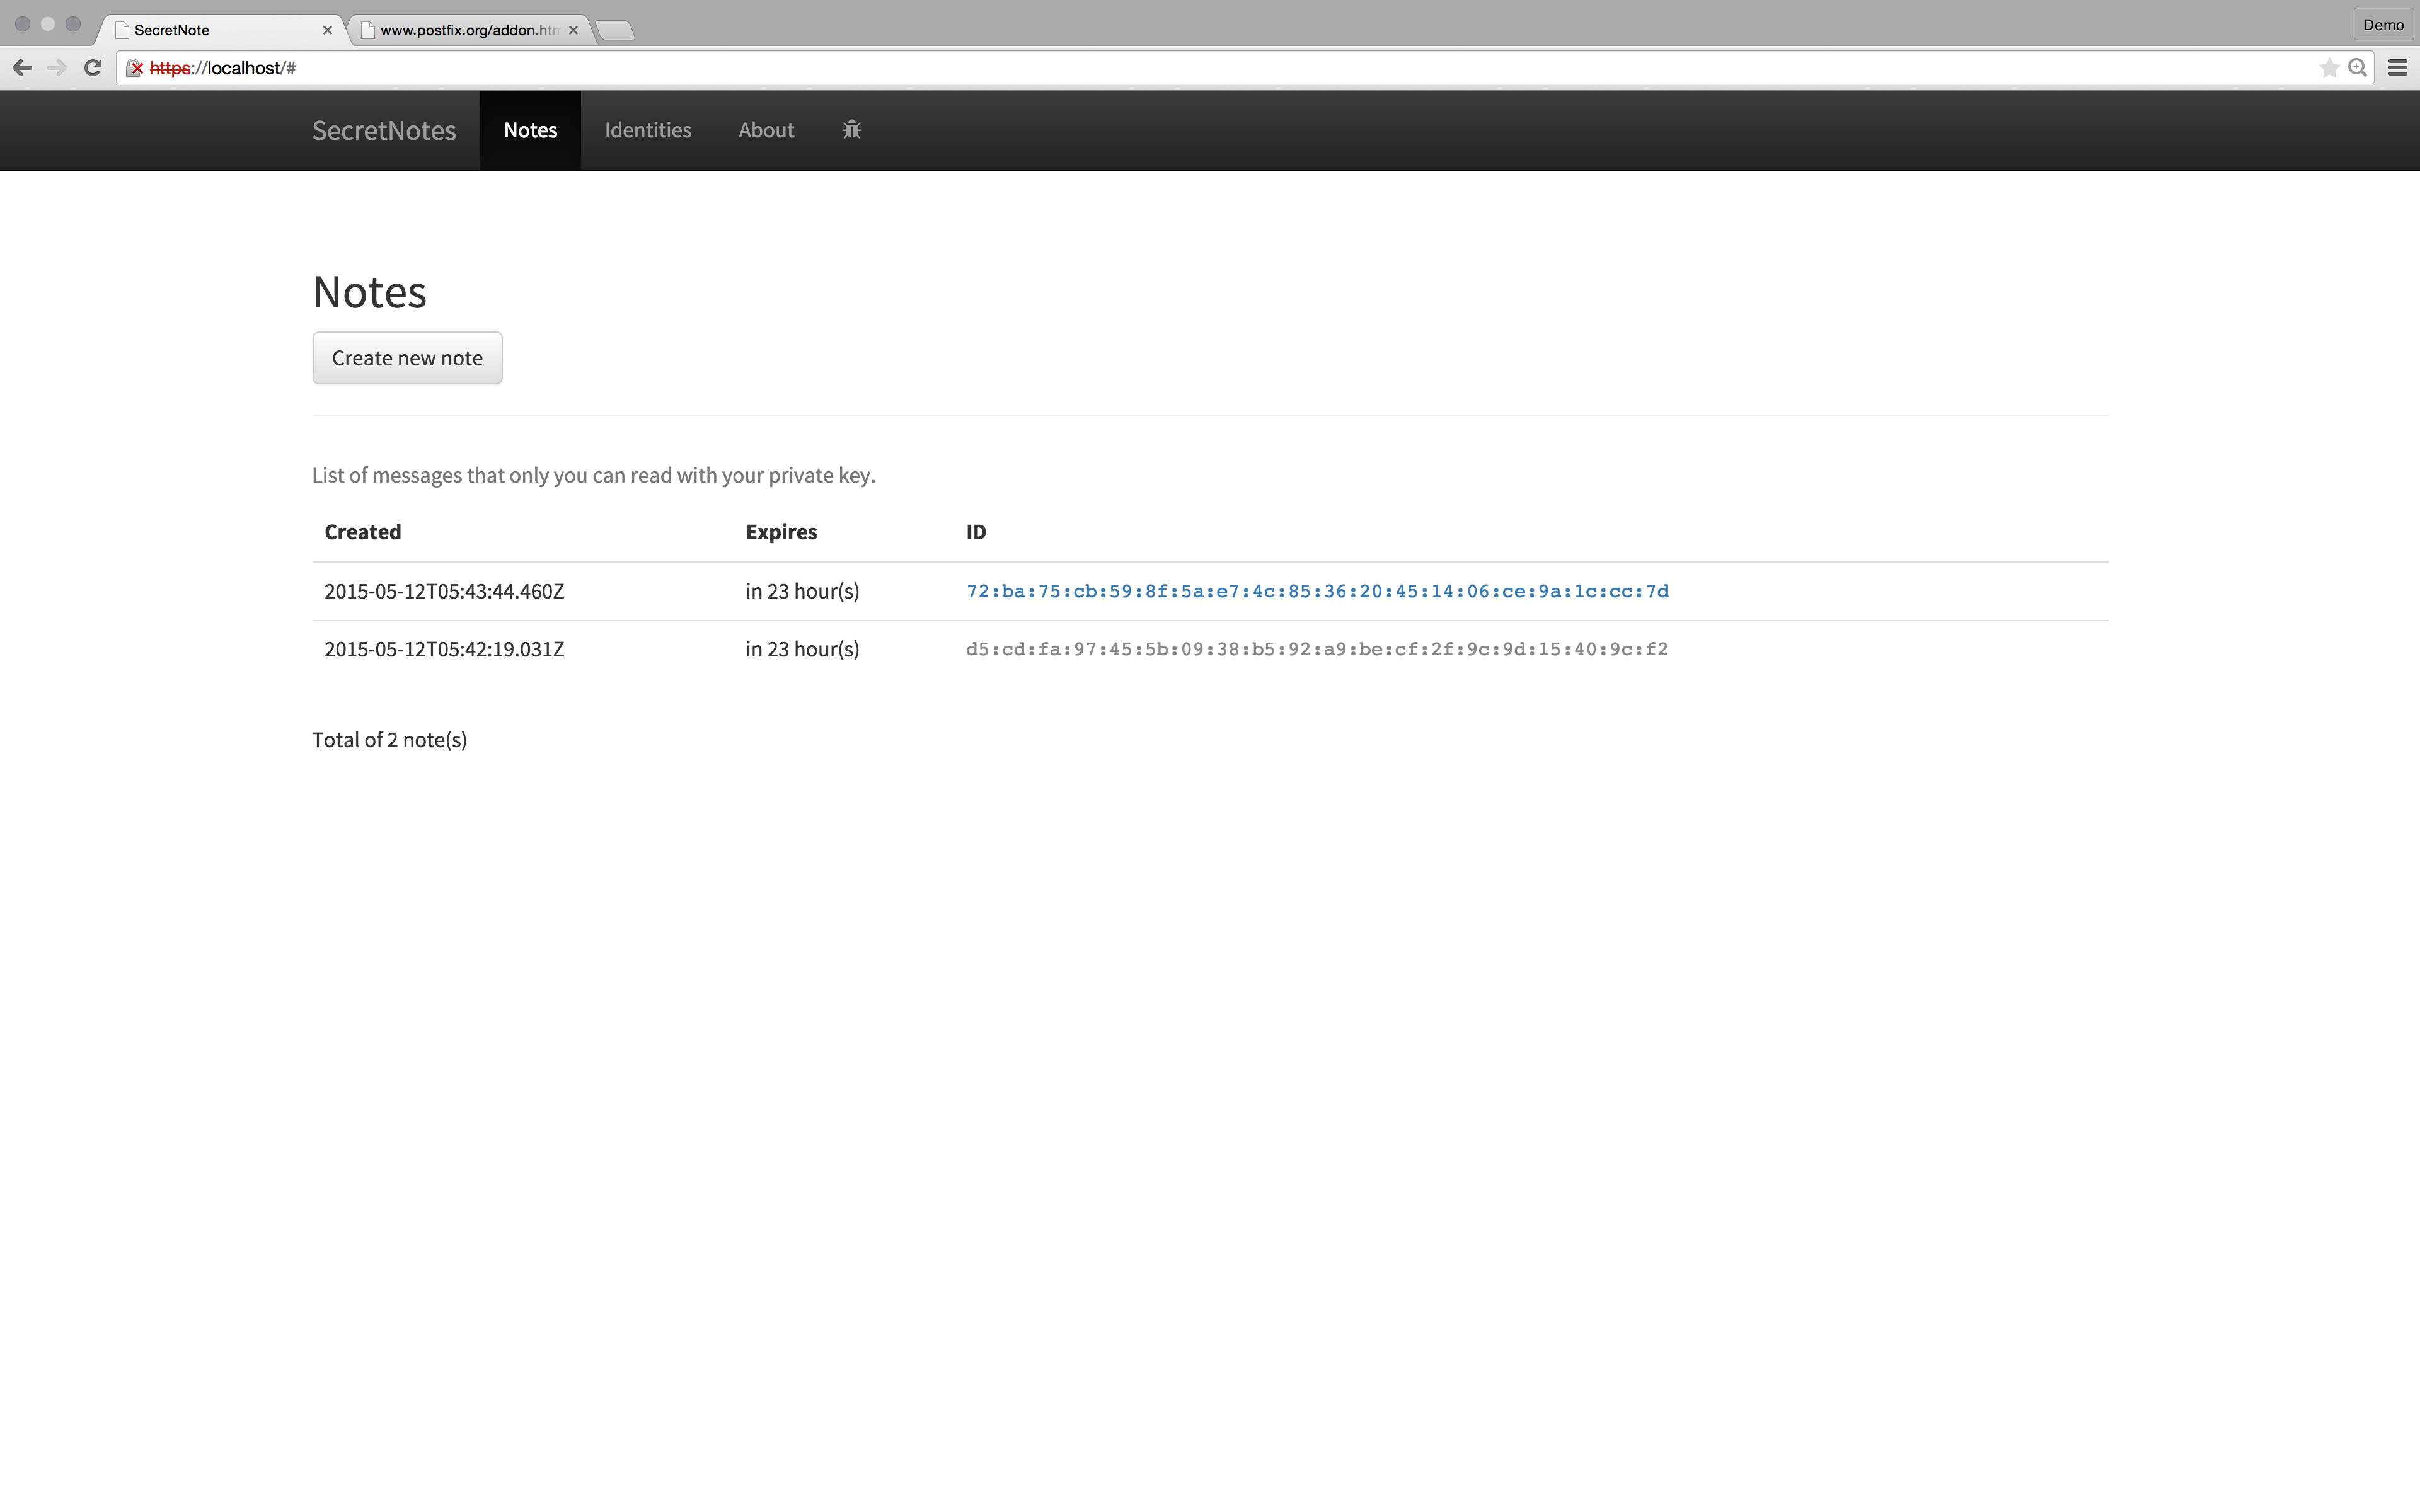 SecretNote
www.postfix.org/addon.htm
Demo
https://localhost/#
SecretNotes Notes Identities About
Notes
Create new note
List of messages that only you can read with your private key.
Created Expires ID
2015-05-12T05:43:44.460Z in 23 hour(s) 72:ba:75:cb:59:8f:5a:e7:4c:85:36:20:45:14:06:ce:9a:1c:cc:7d
2015-05-12T05:42:19.031Z in 23 hour(s) d5:cd:fa:97:45:5b:09:38:b5:92:a9:be:cf:2f:9c:9d:15:40:9c:f2
Total of 2 note(s)